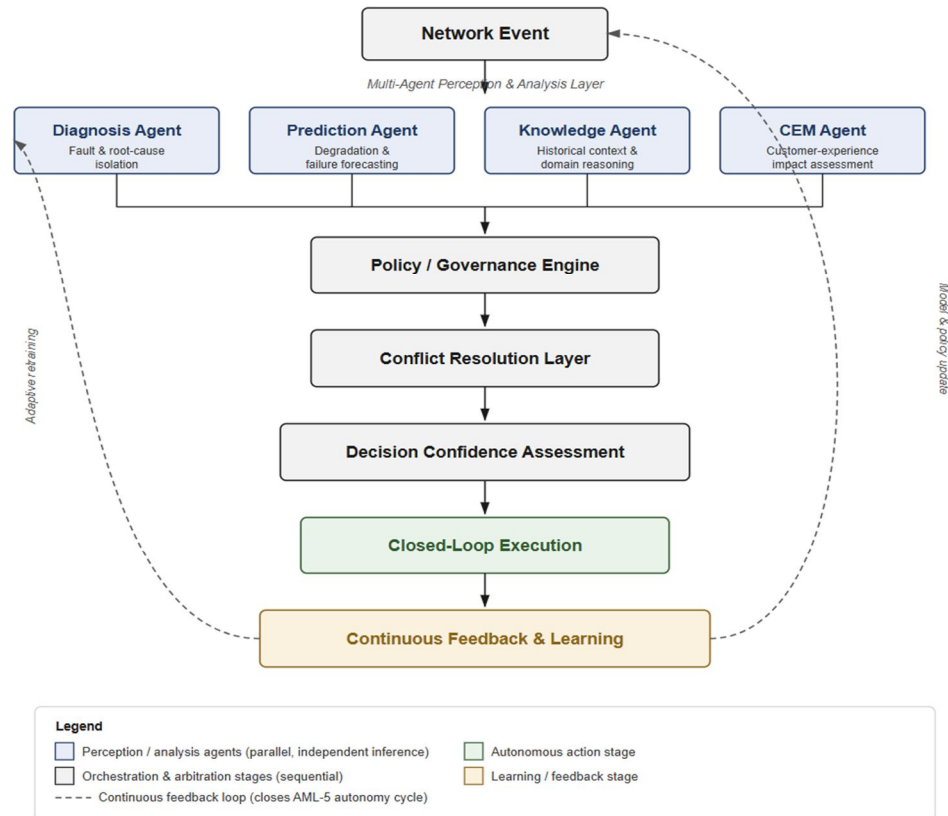 Network Event
Multi-Agent Perception & Analysis Layer
Diagnosis Agent
Fault & root-cause
isolation
Prediction Agent
Degradation &
failure forecasting
Knowledge Agent
Historical context &
domain reasoning
CEM Agent
Customer-experience
impact assessment
Policy / Governance Engine
Conflict Resolution Layer
Decision Confidence Assessment
Closed-Loop Execution
Continuous Feedback & Learning
Adaptive retraining
Model & policy update
Legend
Perception / analysis agents (parallel, independent inference)
Autonomous action stage
Orchestration & arbitration stages (sequential)
Learning / feedback stage
Continuous feedback loop (closes AML-5 autonomy cycle)